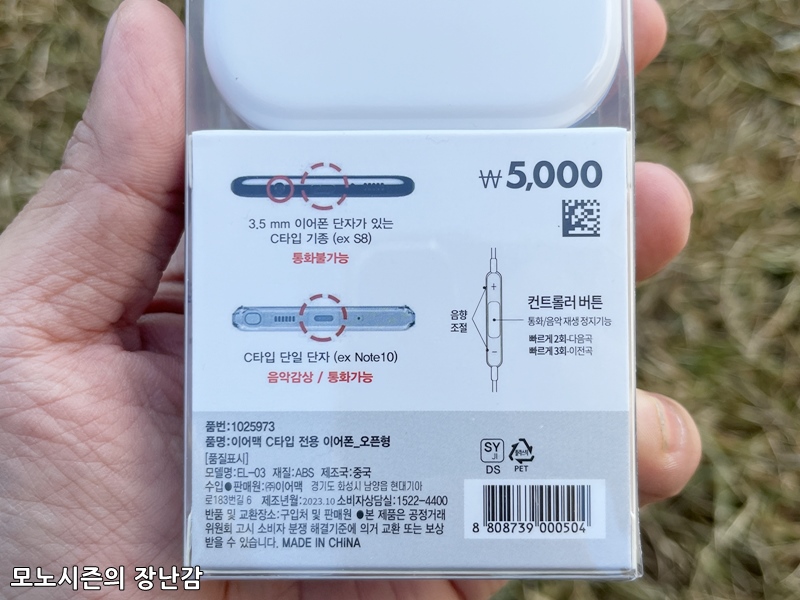 ₩5,000
3.5 mm 이어폰 단자가 있는
C타입 기종 (ex S8)
통화불가능
C타입 단일 단자 (ex Note10)
음악감상 / 통화가능
+
음향
조절
−
컨트롤러 버튼
통화/음악 재생 정지기능
빠르게 2회-다음곡
빠르게 3회-이전곡
품번:1025973
품명:이어맥 C타입 전용 이어폰_오픈형
[품질표시]
모델명:EL-03 재질:ABS 제조국:중국
수입●판매원:㈜이어맥 경기도 화성시 남양읍 현대기아
로183번길 6 제조년월:2023.10 소비자상담실:1522-4400
반품 및 교환장소:구입처 및 판매원 ●본 제품은 공정거래
위원회 고시 소비자 분쟁 해결기준에 의거 교환 또는 보상
받을 수 있습니다. MADE IN CHINA
SY
JI
DS
플라스틱
PET
8 808739 000504
모노시즌의 장난감